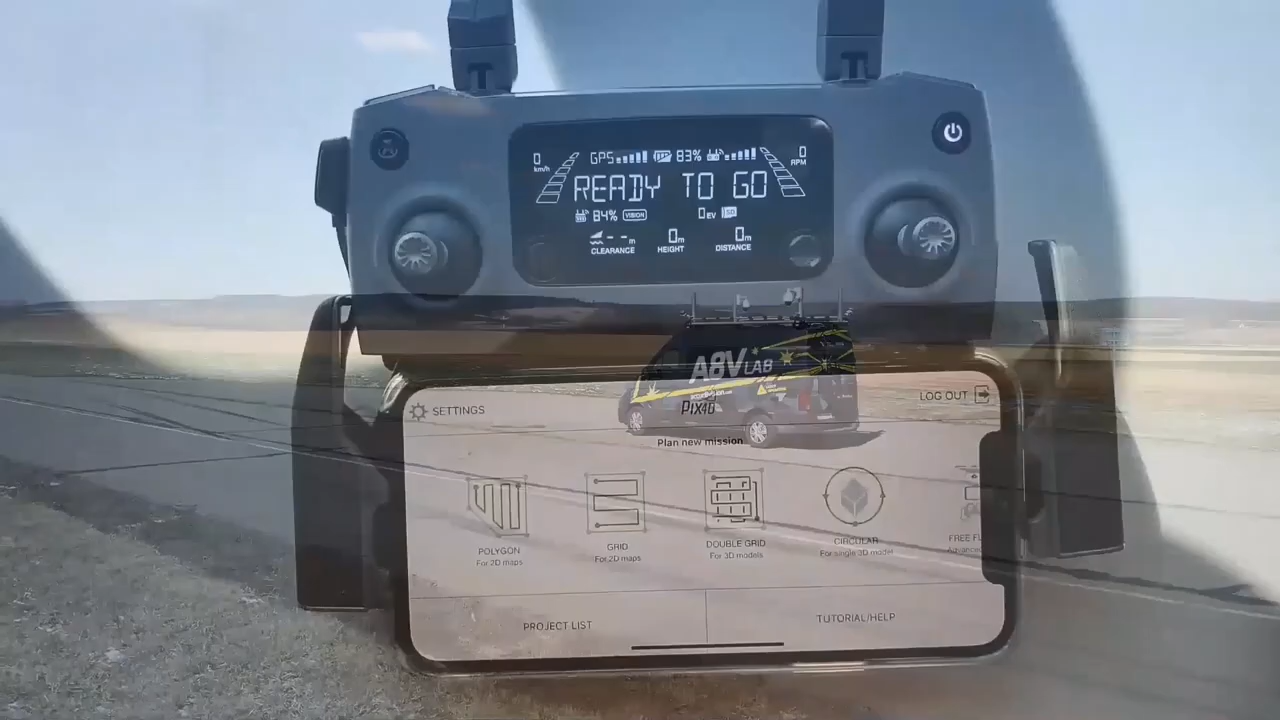 0 GPS 83% 0
km/h RPM
READY TO GO
84% VISION 0EV
-- m 0m 0m
CLEARANCE HEIGHT DISTANCE
ABV LAB
SETTINGS
LOG OUT
PIX4D
Plan new mission
POLYGON
For 2D maps
GRID
For 2D maps
DOUBLE GRID
For 3D models
CIRCULAR
For single 3D model
FREE
PROJECT LIST
TUTORIAL/HELP